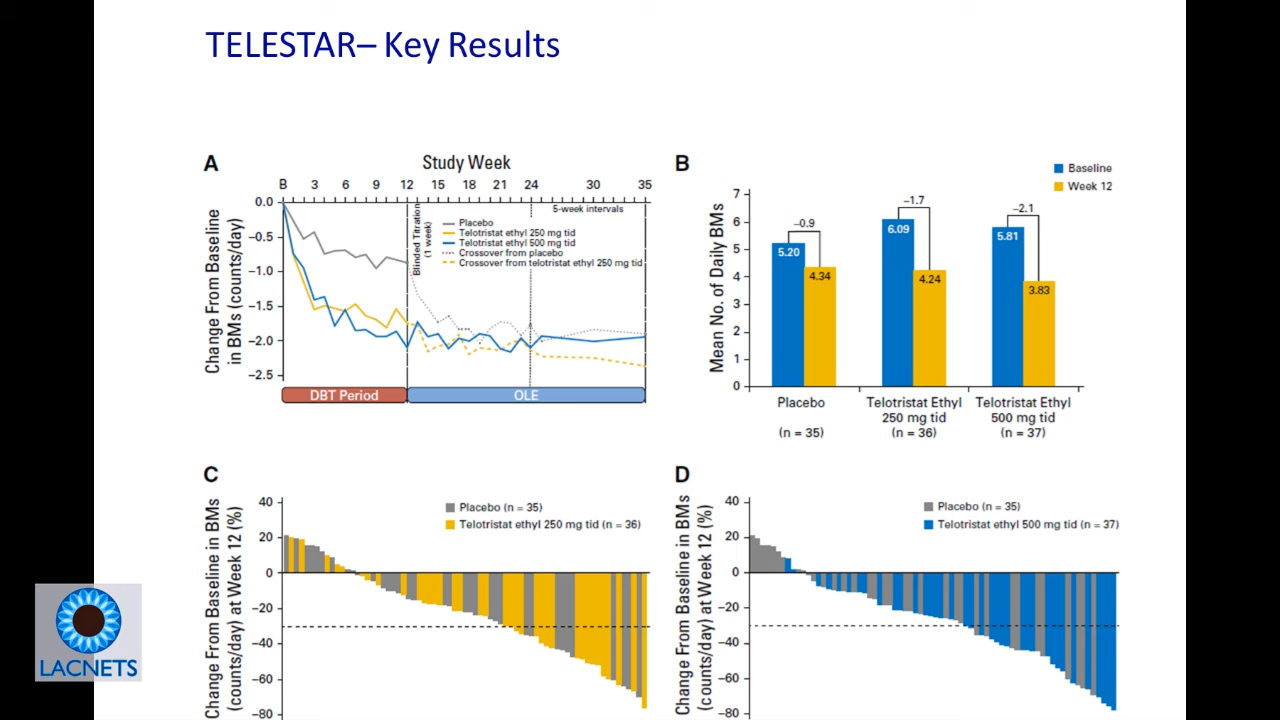 TELESTAR– Key Results
A
Study Week
B 3 6 9 12 15 18 21 24 30 35
0.0
−0.5
−1.0
−1.5
−2.0
−2.5
Change From Baseline
in BMs (counts/day)
Blinded Titration
(1 week)
5-week intervals
Placebo
Telotristat ethyl 250 mg tid
Telotristat ethyl 500 mg tid
Crossover from placebo
Crossover from telotristat ethyl 250 mg tid
DBT Period
OLE
B
Baseline
Week 12
Mean No. of Daily BMs
7
6
5
4
3
2
1
0
−0.9
−1.7
−2.1
5.20
4.34
6.09
4.24
5.81
3.83
Placebo
(n = 35)
Telotristat Ethyl
250 mg tid
(n = 36)
Telotristat Ethyl
500 mg tid
(n = 37)
C
Change From Baseline in BMs
(counts/day) at Week 12 (%)
40
20
0
−20
−40
−60
−80
Placebo (n = 35)
Telotristat ethyl 250 mg tid (n = 36)
D
Change From Baseline in BMs
(counts/day) at Week 12 (%)
40
20
0
−20
−40
−60
−80
Placebo (n = 35)
Telotristat ethyl 500 mg tid (n = 37)
LACNETS